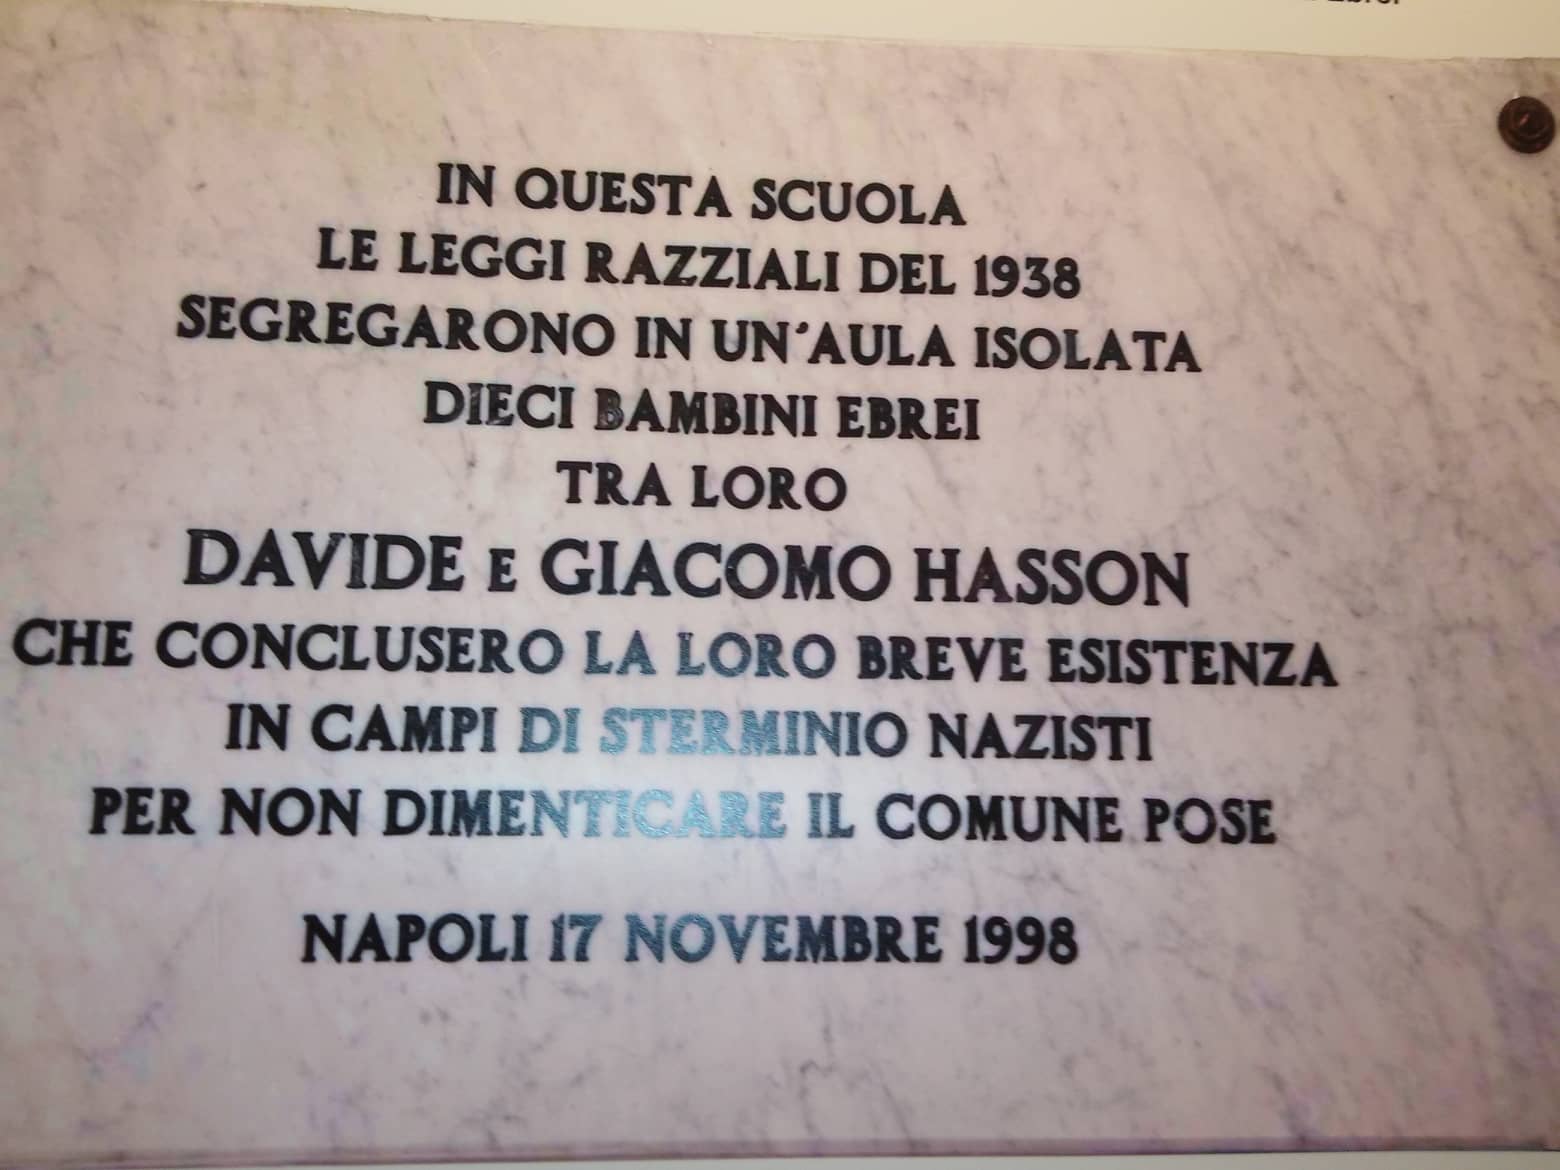 IN QUESTA SCUOLA
LE LEGGI RAZZIALI DEL 1938
SEGREGARONO IN UN'AULA ISOLATA
DIECI BAMBINI EBREI
TRA LORO
DAVIDE E GIACOMO HASSON
CHE CONCLUSERO LA LORO BREVE ESISTENZA
IN CAMPI DI STERMINIO NAZISTI
PER NON DIMENTICARE IL COMUNE POSE
NAPOLI 17 NOVEMBRE 1998